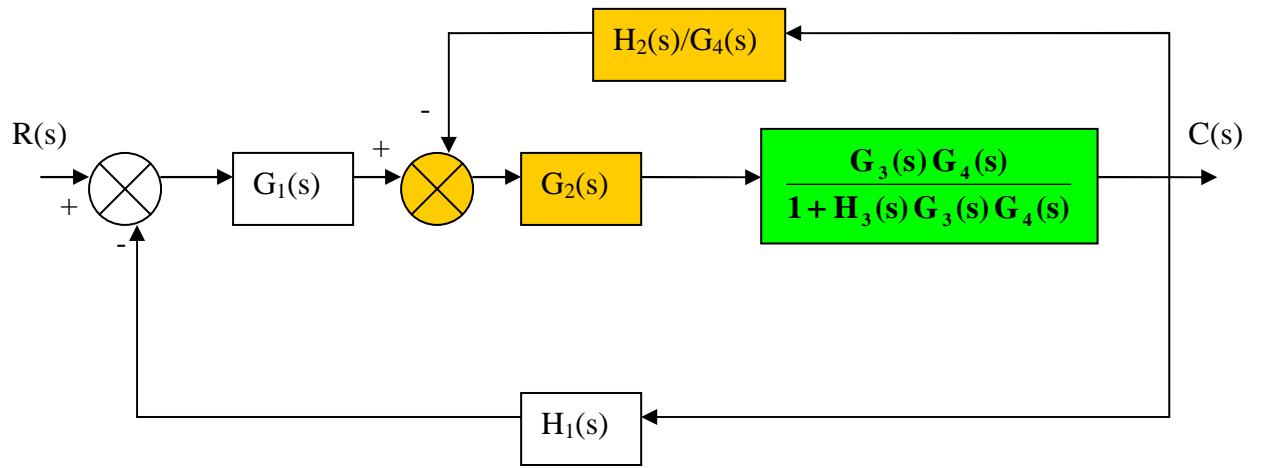 H₂(s)/G₄(s)
-
R(s)
C(s)
+
G₃(s) G₄(s)
G₁(s)
G₂(s)
1 + H₃(s) G₃(s) G₄(s)
+
-
H₁(s)